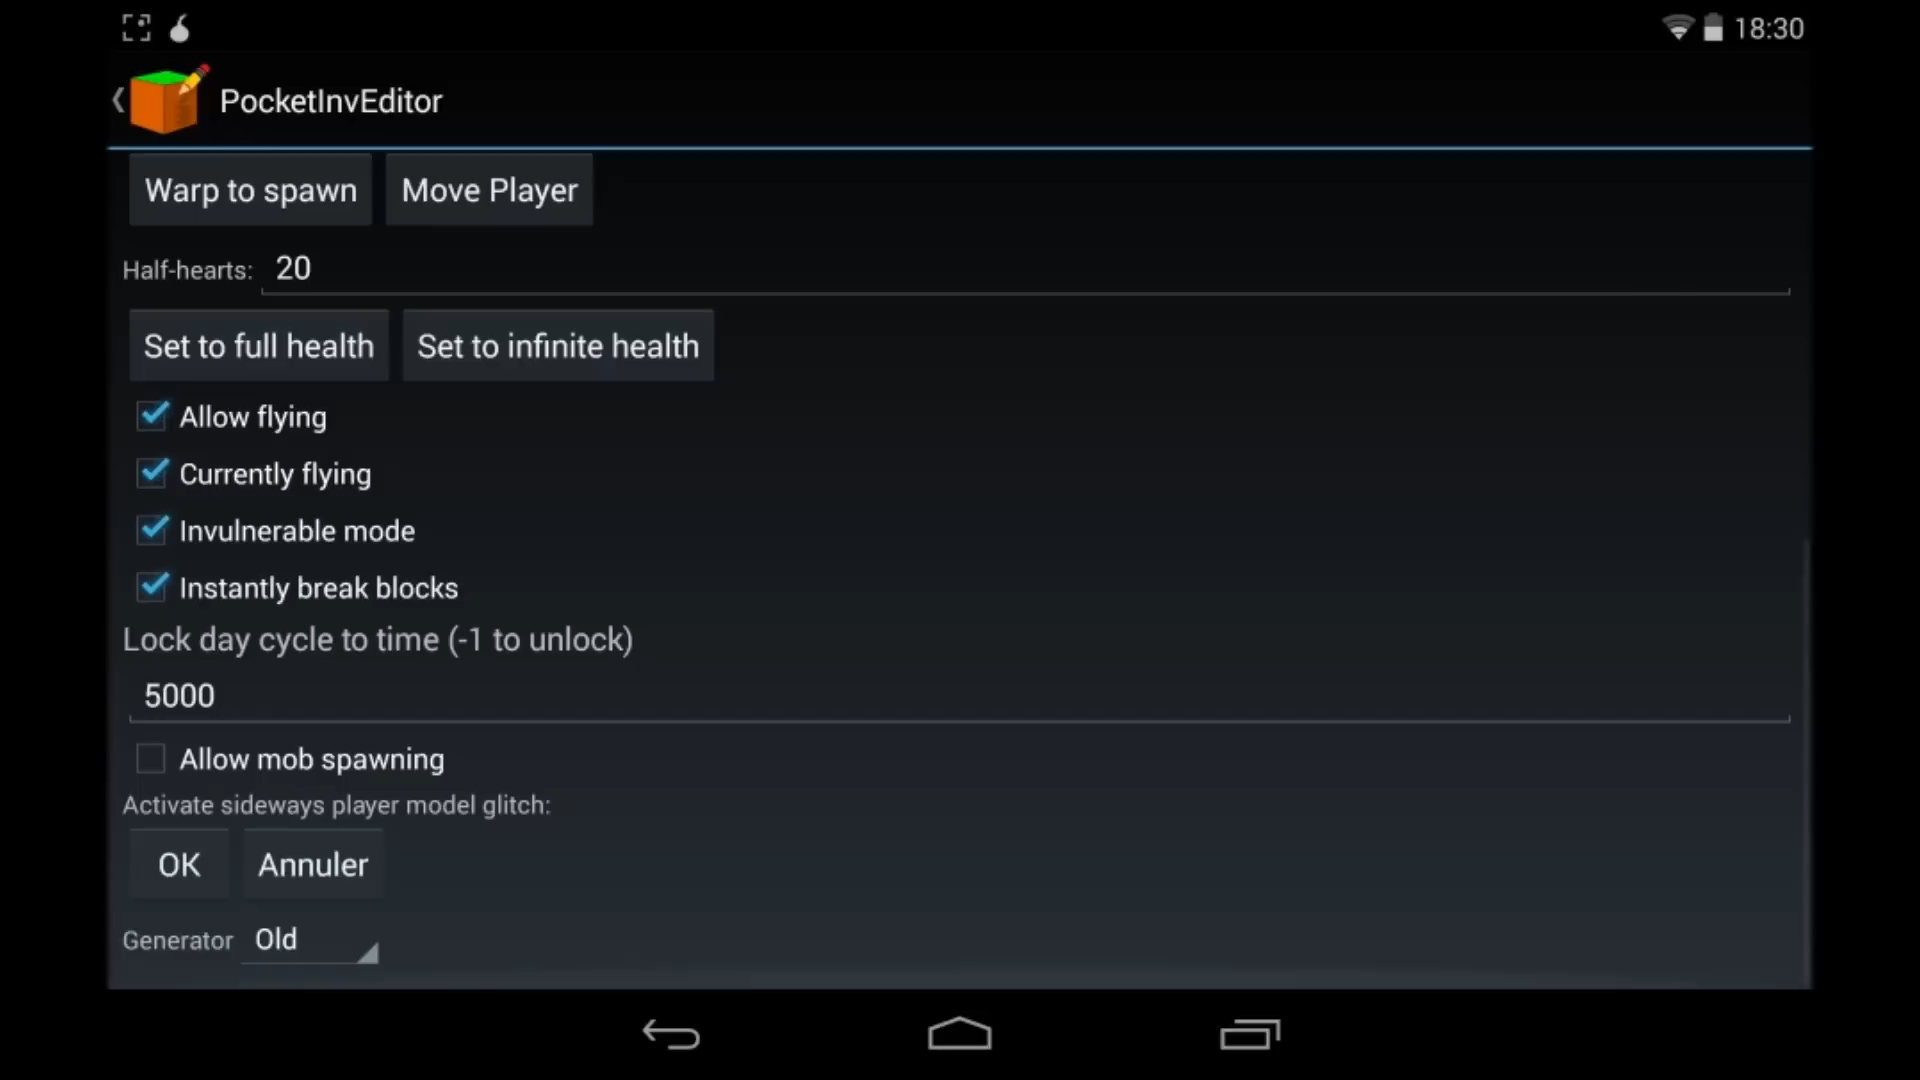 18:30
PocketInvEditor
Warp to spawn Move Player
Half-hearts: 20
Set to full health Set to infinite health
Allow flying
Currently flying
Invulnerable mode
Instantly break blocks
Lock day cycle to time (-1 to unlock)
5000
Allow mob spawning
Activate sideways player model glitch:
OK Annuler
Generator Old